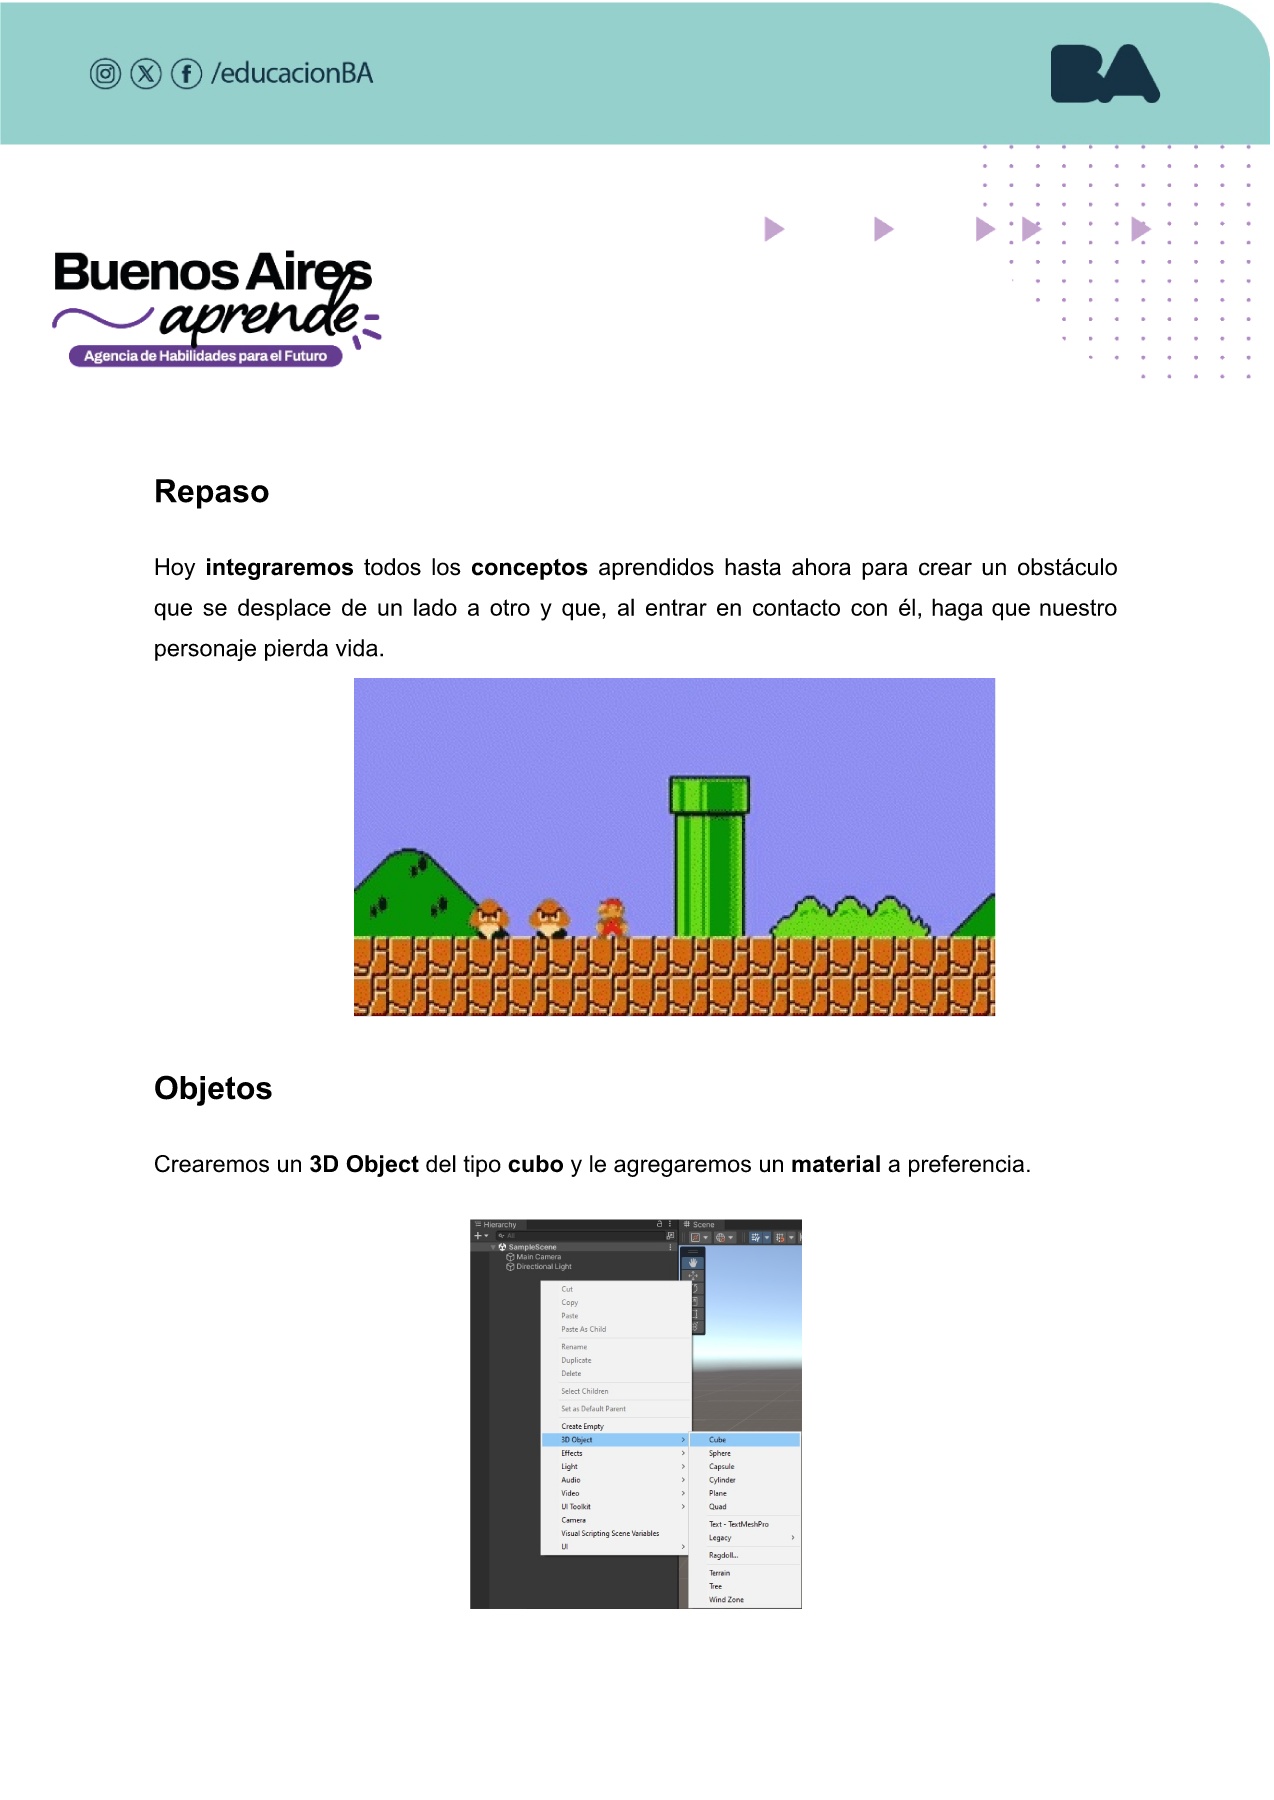 /educacionBA
BA
Buenos Aires
aprende
Agencia de Habilidades para el Futuro
Repaso
Hoy integraremos todos los conceptos aprendidos hasta ahora para crear un obstáculo
que se desplace de un lado a otro y que, al entrar en contacto con él, haga que nuestro
personaje pierda vida.
Objetos
Crearemos un 3D Object del tipo cubo y le agregaremos un material a preferencia.
Hierarchy
Scene
All
SampleScene
Main Camera
Directional Light
Cut
Copy
Paste
Paste As Child
Rename
Duplicate
Delete
Select Children
Set as Default Parent
Create Empty
3D Object
Effects
Light
Audio
Video
UI Toolkit
Camera
Visual Scripting Scene Variables
UI
Cube
Sphere
Capsule
Cylinder
Plane
Quad
Text - TextMeshPro
Legacy
Ragdoll...
Terrain
Tree
Wind Zone